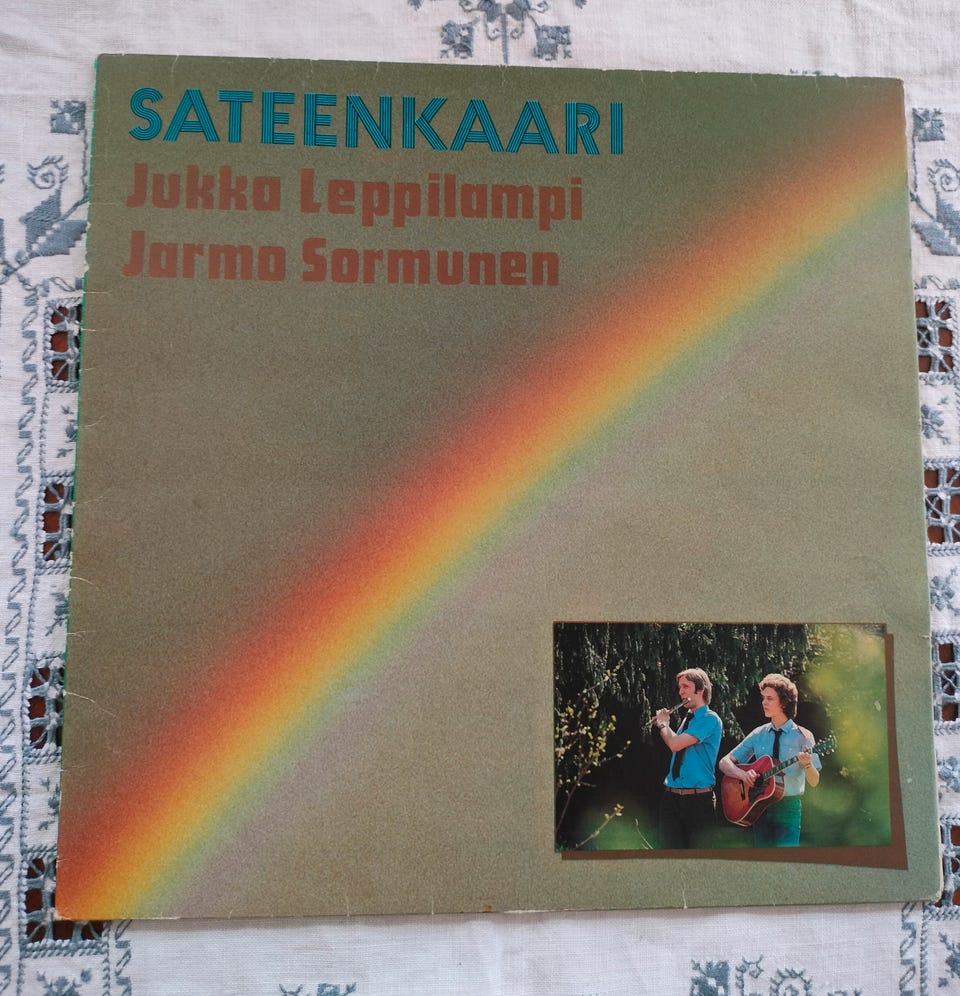 SATEENKAARI
Jukka Leppilampi
Jarmo Sormunen